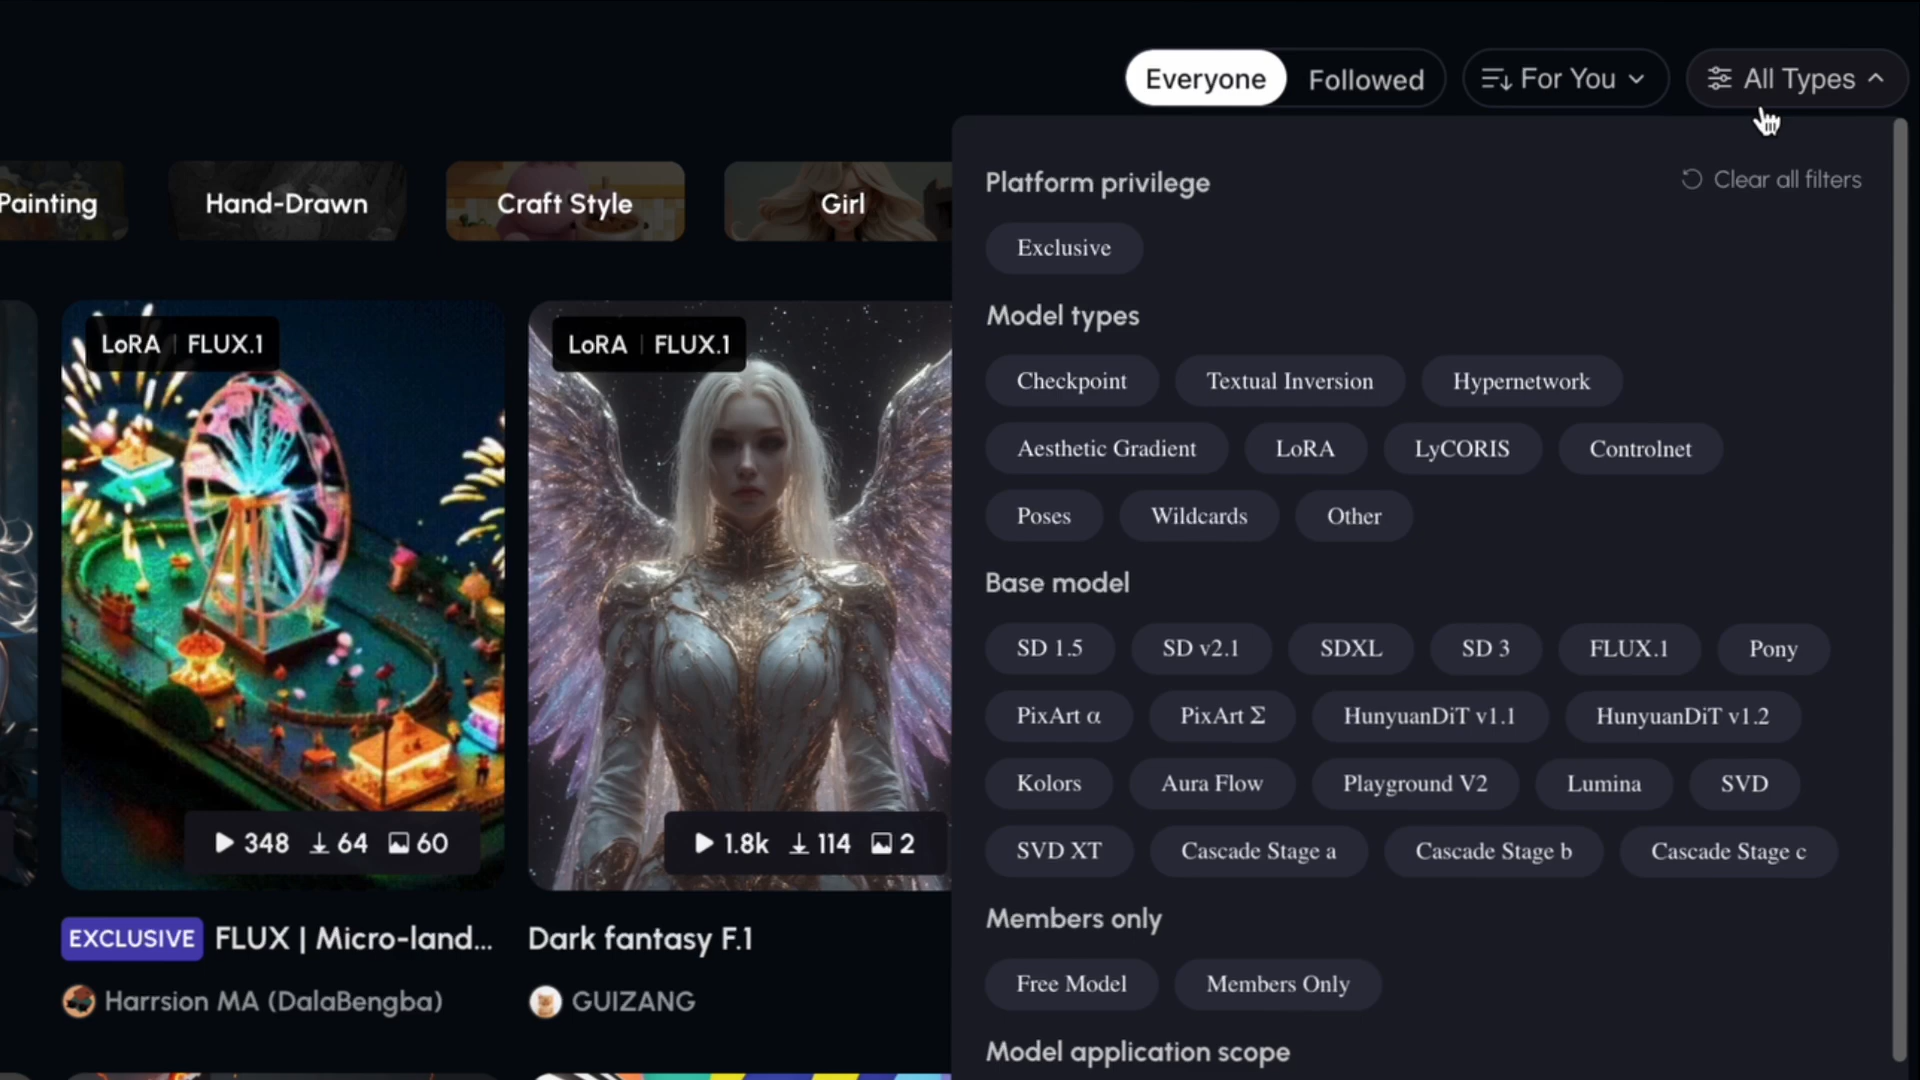 Everyone Followed For You All Types
Painting Hand-Drawn Craft Style Girl
Platform privilege Clear all filters
Exclusive
Model types
Checkpoint Textual Inversion Hypernetwork
Aesthetic Gradient LoRA LyCORIS Controlnet
Poses Wildcards Other
Base model
SD 1.5 SD v2.1 SDXL SD 3 FLUX.1 Pony
PixArt α PixArt Σ HunyuanDiT v1.1 HunyuanDiT v1.2
Kolors Aura Flow Playground V2 Lumina SVD
SVD XT Cascade Stage a Cascade Stage b Cascade Stage c
Members only
Free Model Members Only
Model application scope
LoRA FLUX.1
348 64 60
EXCLUSIVE FLUX | Micro-land...
Harrsion MA (DalaBengba)
LoRA FLUX.1
1.8k 114 2
Dark fantasy F.1
GUIZANG